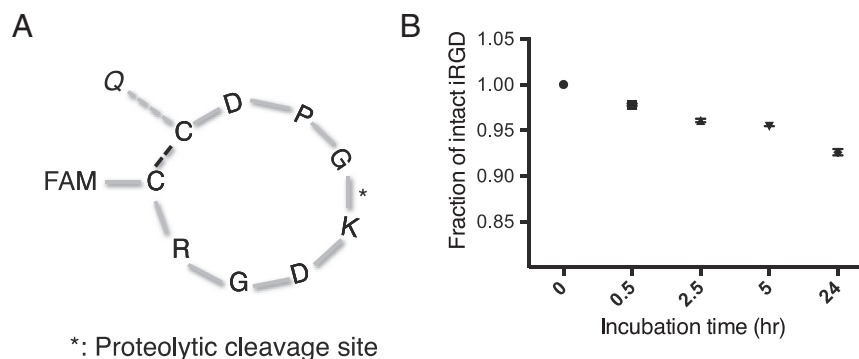 A
Q
C
D
P
G
*
K
D
G
R
C
FAM
*: Proteolytic cleavage site
B
Fraction of intact iRGD
1.05
1.00
0.95
0.90
0.85
0
0.5
2.5
5
24
Incubation time (hr)